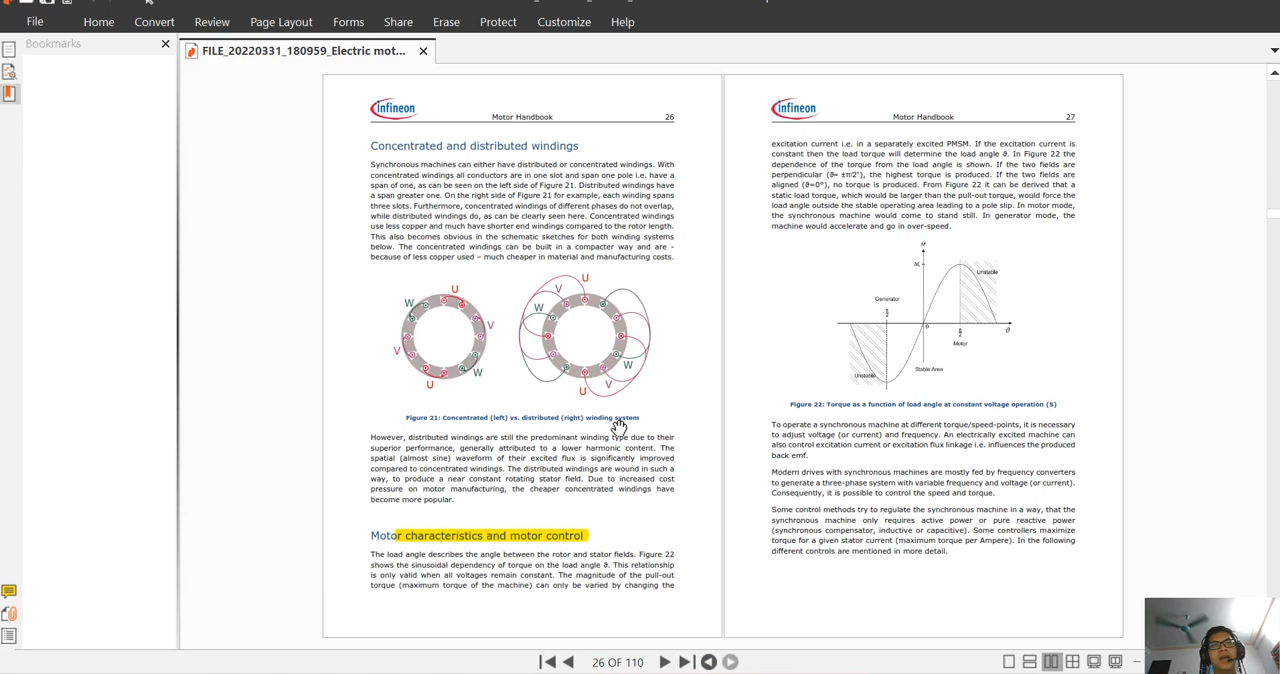 File Home Convert Review Page Layout Forms Share Erase Protect Customize Help
Bookmarks
FILE_20220331_180959_Electric mot...
infineon
Motor Handbook 26
Concentrated and distributed windings
Synchronous machines can either have distributed or concentrated windings. With
concentrated windings all conductors are in one slot and span one pole i.e. have a
span of one, as can be seen on the left side of Figure 21. Distributed windings have
a span greater one. On the right side of Figure 21 for example, each winding spans
three slots. Furthermore, concentrated windings of different phases do not overlap,
while distributed windings do, as can be clearly seen here. Concentrated windings
use less copper and much have shorter end windings compared to the rotor length.
This also becomes obvious in the schematic sketches for both winding systems
below. The concentrated windings can be built in a compacter way and are -
because of less copper used – much cheaper in material and manufacturing costs.
U
W
V
V
W
U
U
V
W
W
V
U
Figure 21: Concentrated (left) vs. distributed (right) winding system
However, distributed windings are still the predominant winding type due to their
superior performance, generally attributed to a lower harmonic content. The
spatial (almost sine) waveform of their excited flux is significantly improved
compared to concentrated windings. The distributed windings are wound in such a
way, to produce a near constant rotating stator field. Due to increased cost
pressure on motor manufacturing, the cheaper concentrated windings have
become more popular.
Motor characteristics and motor control
The load angle describes the angle between the rotor and stator fields. Figure 22
shows the sinusoidal dependency of torque on the load angle ϑ. This relationship
is only valid when all voltages remain constant. The magnitude of the pull-out
torque (maximum torque of the machine) can only be varied by changing the
infineon
Motor Handbook 27
excitation current i.e. in a separately excited PMSM. If the excitation current is
constant then the load torque will determine the load angle ϑ. In Figure 22 the
dependence of the torque from the load angle is shown. If the two fields are
perpendicular (ϑ= ±π/2°), the highest torque is produced. If the two fields are
aligned (ϑ=0°), no torque is produced. From Figure 22 it can be derived that a
static load torque, which would be larger than the pull-out torque, would force the
load angle outside the stable operating area leading to a pole slip. In motor mode,
the synchronous machine would come to stand still. In generator mode, the
machine would accelerate and go in over-speed.
M
Unstable
Generator
0
ϑ
Motor
Stable Area
Unstable
Figure 22: Torque as a function of load angle at constant voltage operation (5)
To operate a synchronous machine at different torque/speed-points, it is necessary
to adjust voltage (or current) and frequency. An electrically excited machine can
also control excitation current or excitation flux linkage i.e. influences the produced
back emf.
Modern drives with synchronous machines are mostly fed by frequency converters
to generate a three-phase system with variable frequency and voltage (or current).
Consequently, it is possible to control the speed and torque.
Some control methods try to regulate the synchronous machine in a way, that the
synchronous machine only requires active power or pure reactive power
(synchronous compensator, inductive or capacitive). Some controllers maximize
torque for a given stator current (maximum torque per Ampere). In the following
different controls are mentioned in more detail.
26 OF 110